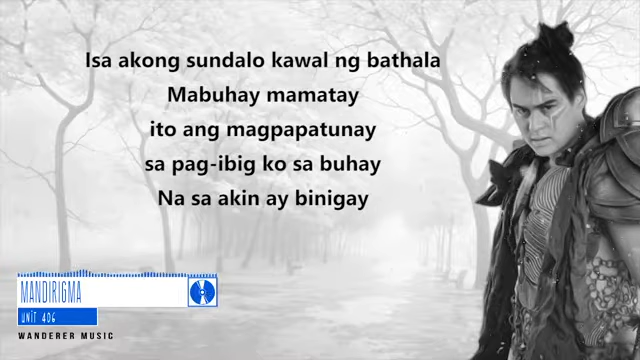 Isa akong sundalo kawal ng bathala
Mabuhay mamatay
ito ang magpapatunay
sa pag-ibig ko sa buhay
Na sa akin ay binigay
MANDIRIGMA
UNIT 406
WANDERER MUSIC